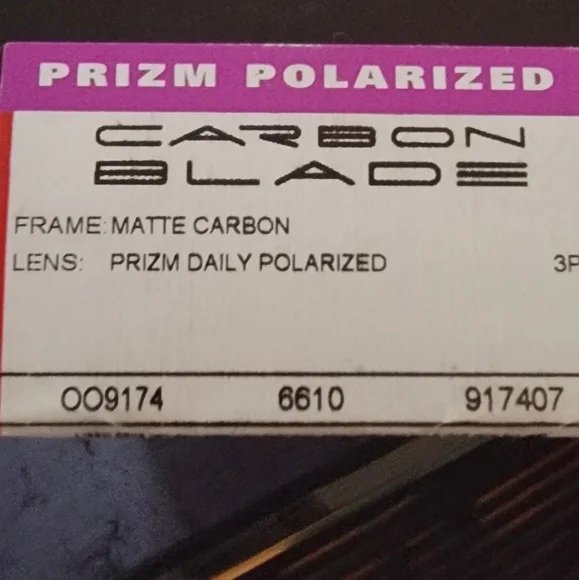 PRIZM POLARIZED
CARBON
BLADE
FRAME: MATTE CARBON
LENS: PRIZM DAILY POLARIZED 3P
OO9174 6610 917407